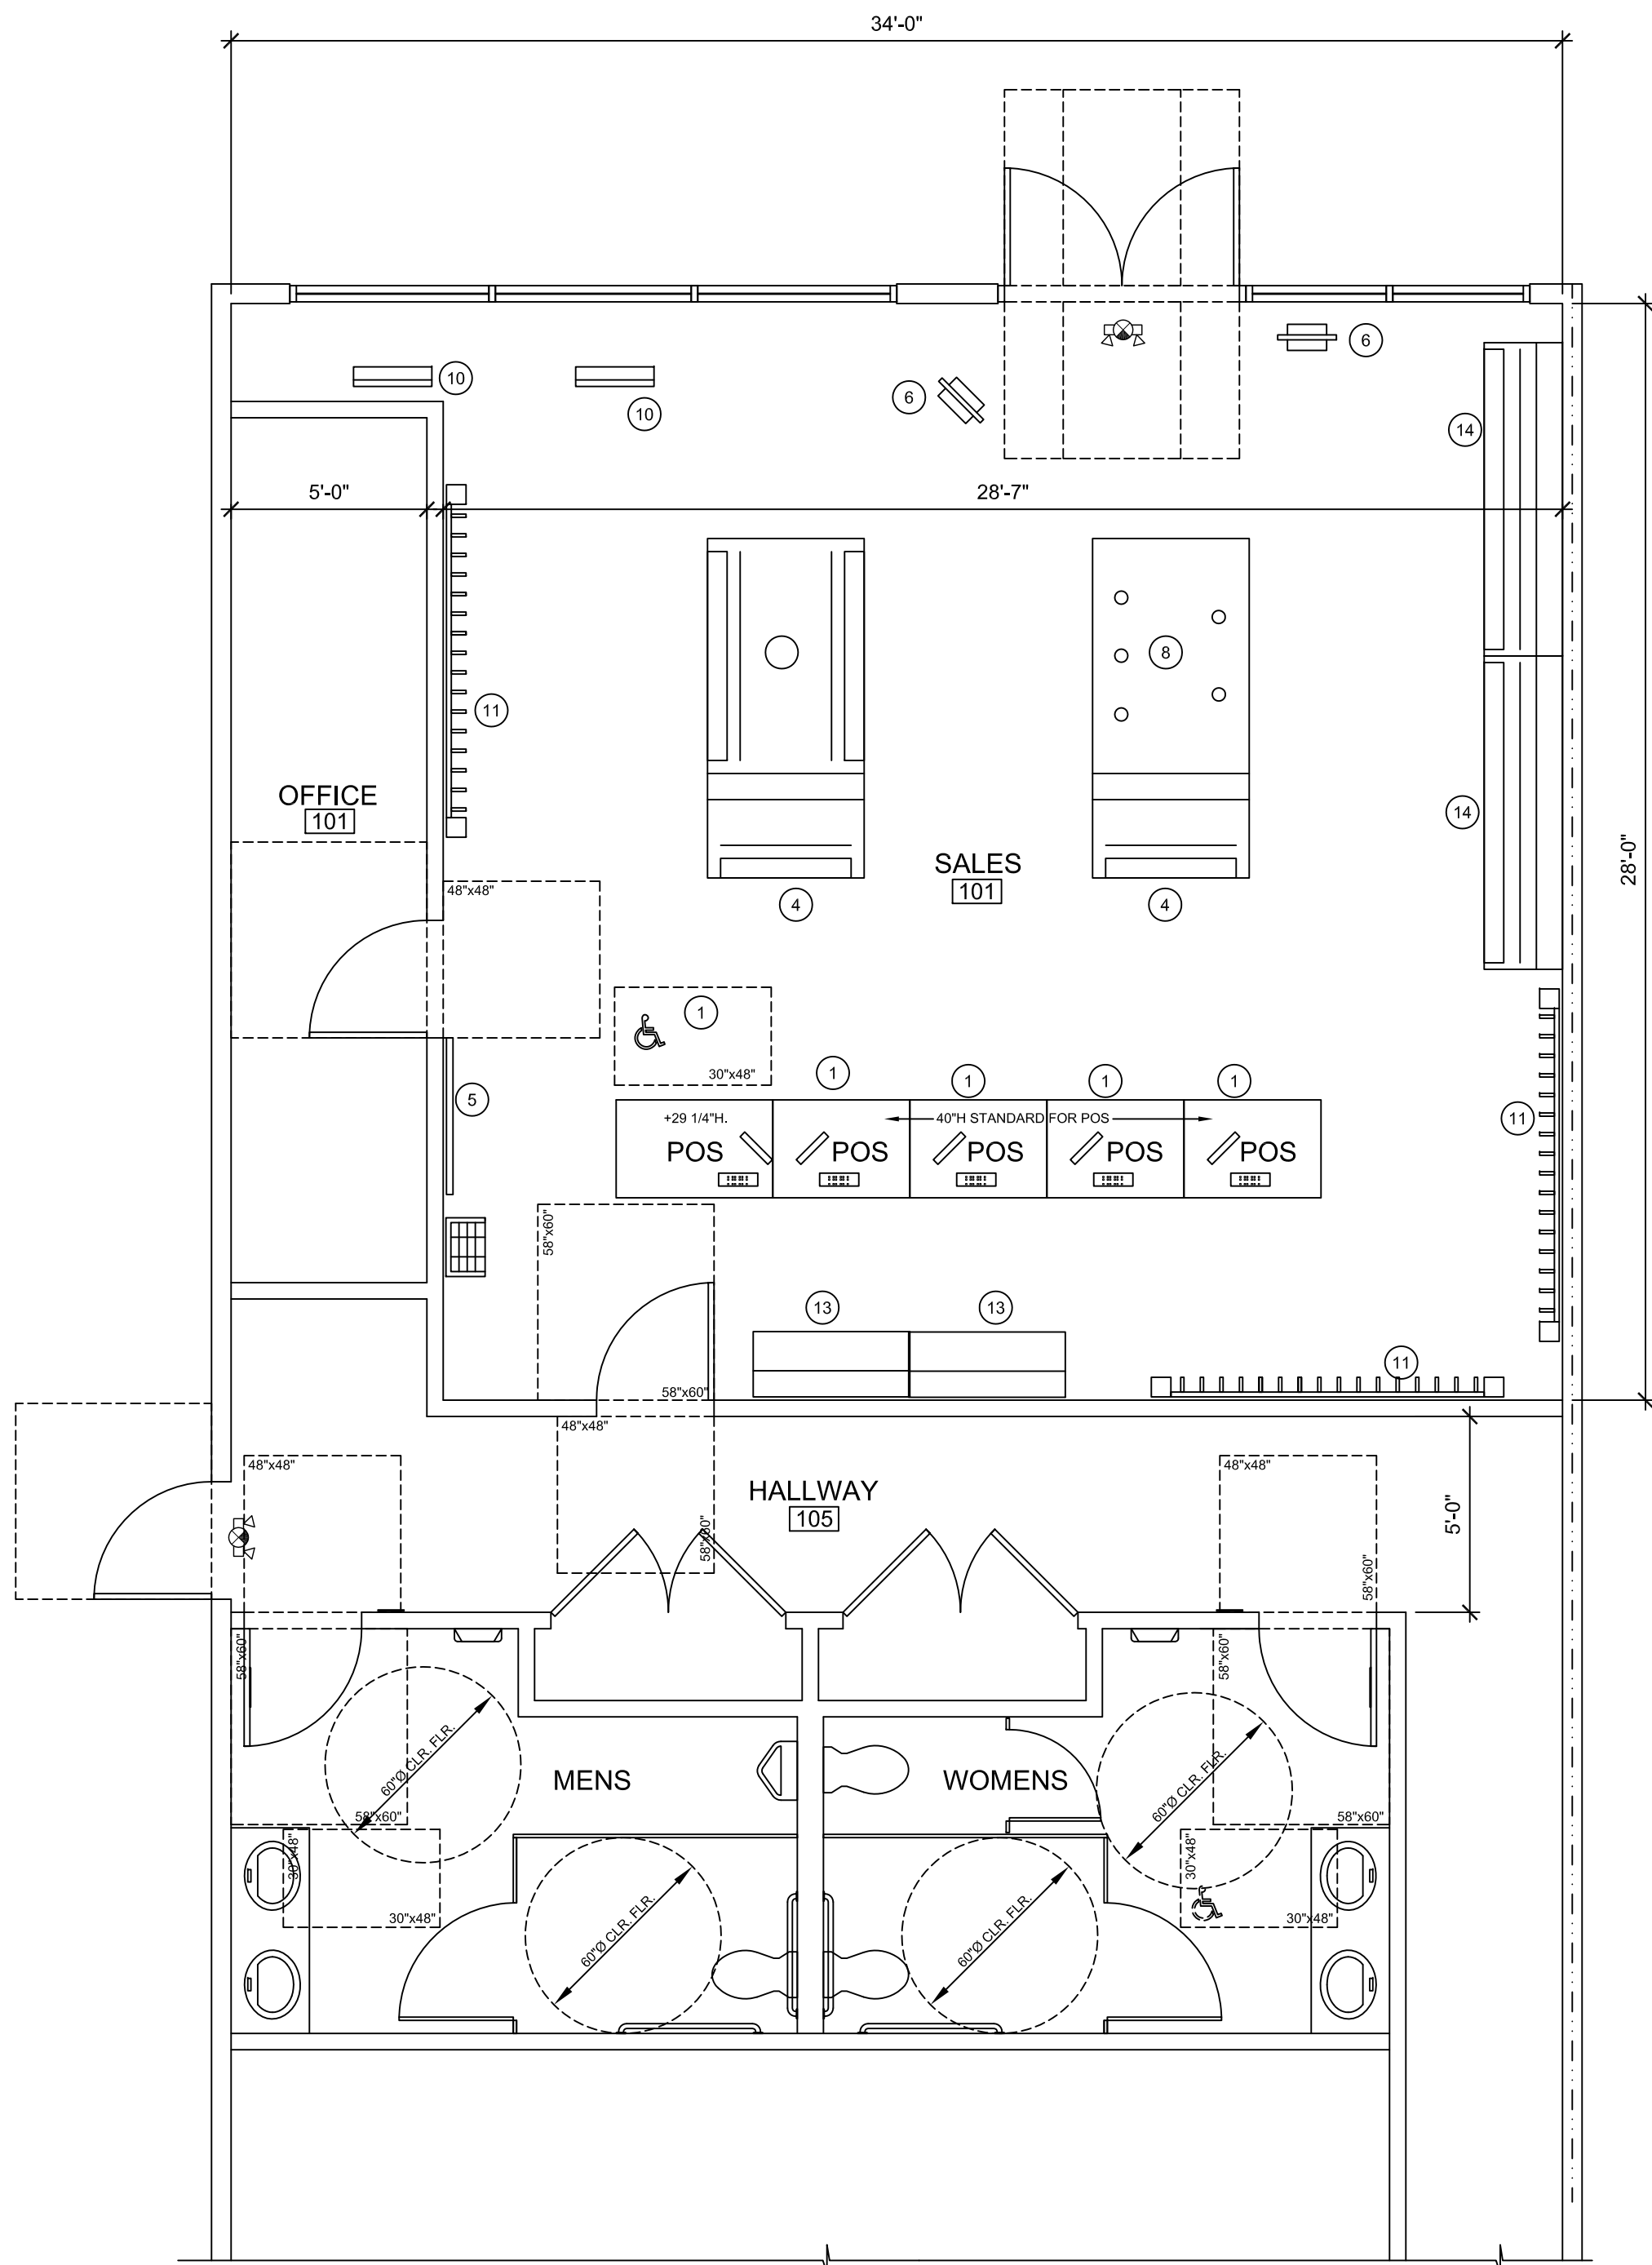 34'-0"
6
10
6
10
14
5'-0"
28'-7"
8
11
OFFICE
101
14
28'-0"
SALES
101
48"x48"
4
4
1
30"x48"
1
1
1
1
5
+29 1/4"H.
40"H STANDARD FOR POS
11
POS
POS
POS
POS
POS
58"x60"
13
13
11
58"x60"
48"x48"
48"x48"
48"x48"
HALLWAY
105
5'-0"
58"x60"
58"x60"
58"x60"
58"x60"
60"Ø CLR. FLR.
MENS
WOMENS
60"Ø CLR. FLR.
58"x60"
58"x60"
30"x48"
30"x48"
30"x48"
60"Ø CLR. FLR.
60"Ø CLR. FLR.
30"x48"